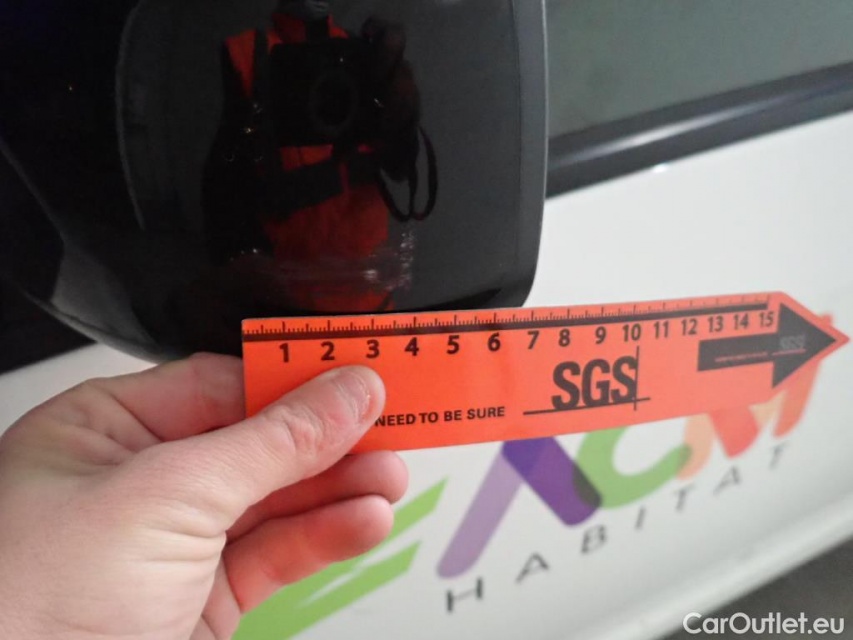 1 2 3 4 5 6 7 8 9 10 11 12 13 14 15
NEED TO BE SURE
SGS
HABITAT
CarOutlet.eu